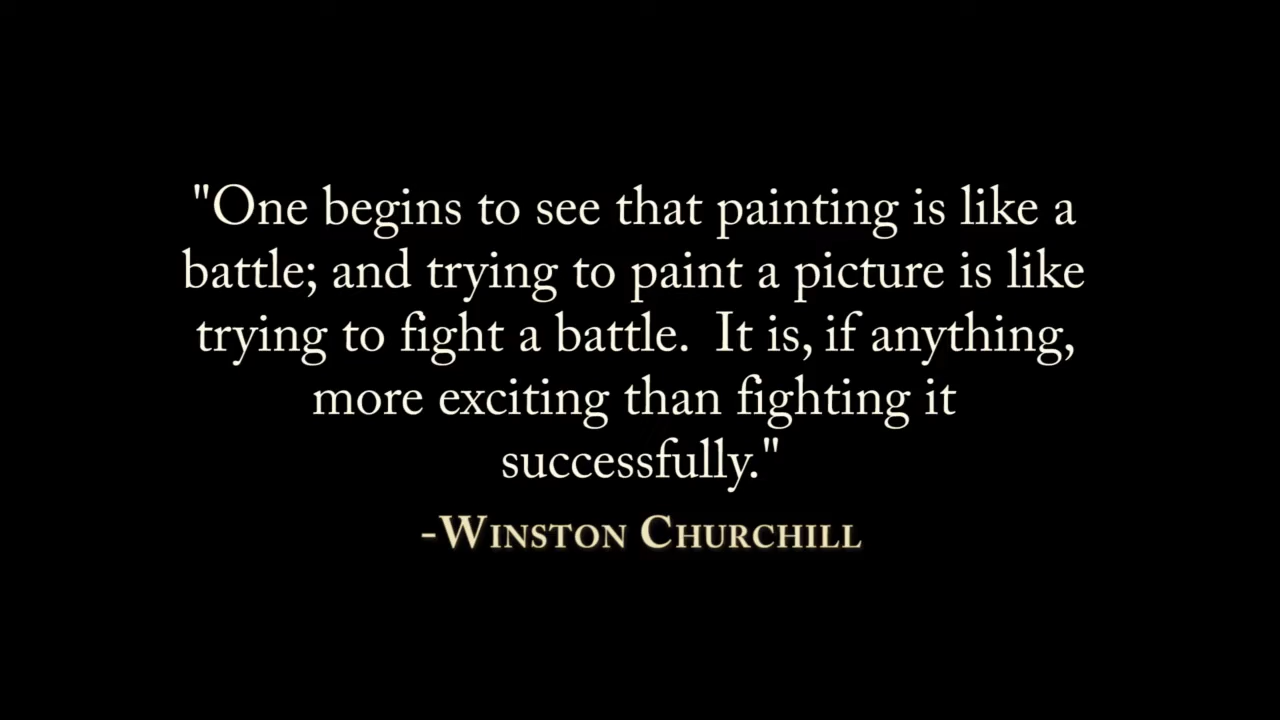 "One begins to see that painting is like a
battle; and trying to paint a picture is like
trying to fight a battle.  It is, if anything,
more exciting than fighting it
successfully."
-WINSTON CHURCHILL